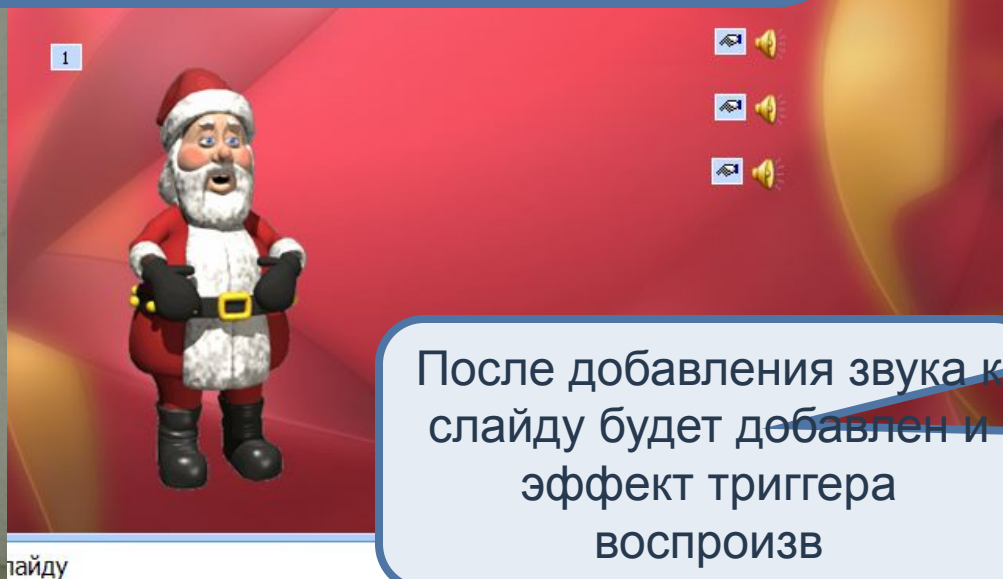 1
После добавления звука к
слайду будет добавлен и
эффект триггера
воспроизв
лайду